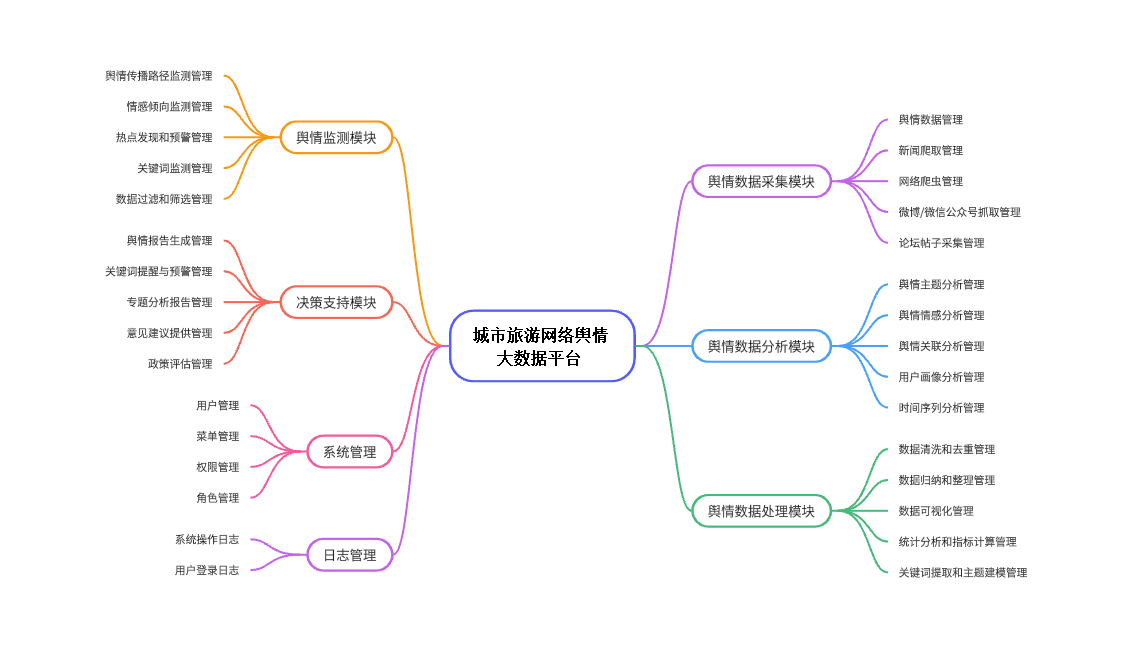 城市旅游网络舆情
大数据平台
舆情数据采集模块
舆情数据管理
新闻爬取管理
网络爬虫管理
微博/微信公众号抓取管理
论坛帖子采集管理
舆情数据分析模块
舆情主题分析管理
舆情情感分析管理
舆情关联分析管理
用户画像分析管理
时间序列分析管理
舆情数据处理模块
数据清洗和去重管理
数据归纳和整理管理
数据可视化管理
统计分析和指标计算管理
关键词提取和主题建模管理
舆情监测模块
舆情传播路径监测管理
情感倾向监测管理
热点发现和预警管理
关键词监测管理
数据过滤和筛选管理
决策支持模块
舆情报告生成管理
关键词提醒与预警管理
专题分析报告管理
意见建议提供管理
政策评估管理
系统管理
用户管理
菜单管理
权限管理
角色管理
日志管理
系统操作日志
用户登录日志